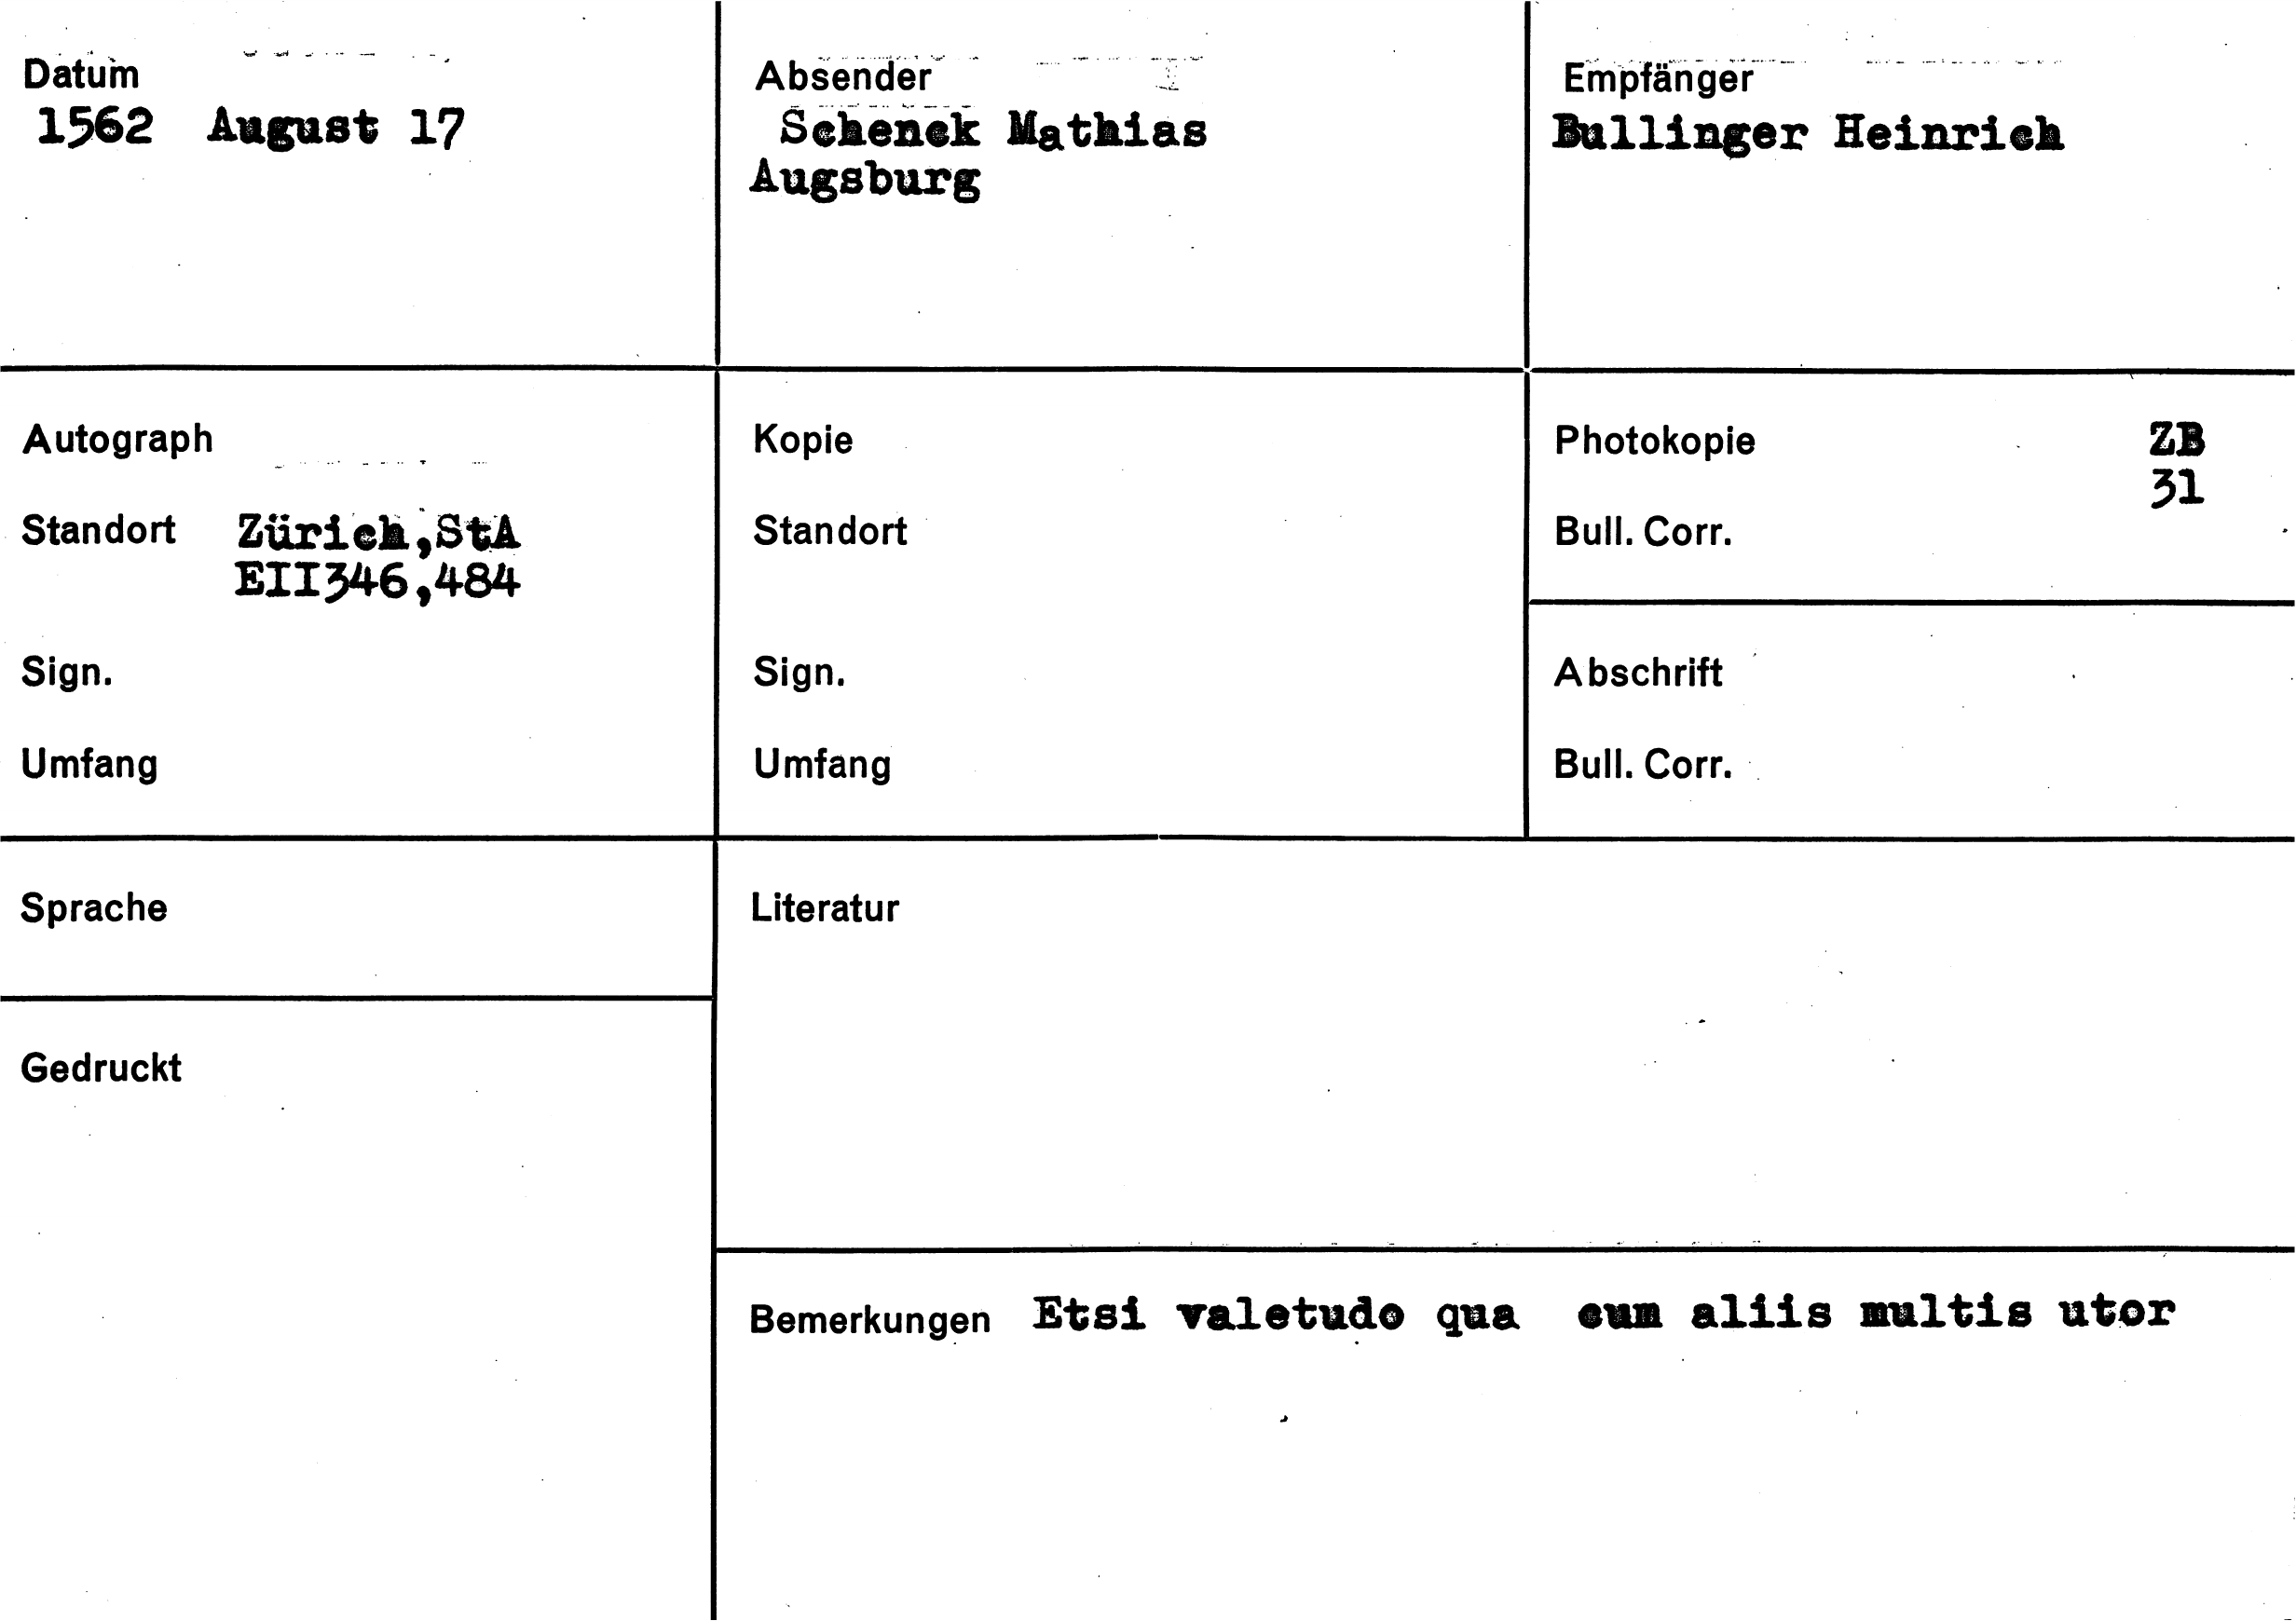 Datum
1562 August 17
Absender
Schenck Mathias
Augsburg
Empfänger
Bullinger Heinrich
Autograph
Standort Zürich,StA
EII346,484
Sign.
Umfang
Kopie
Standort
Sign.
Umfang
Photokopie ZB
31
Bull. Corr.
Abschrift
Bull. Corr.
Sprache
Literatur
Gedruckt
Bemerkungen Etsi valetudo qua cum aliis multis utor